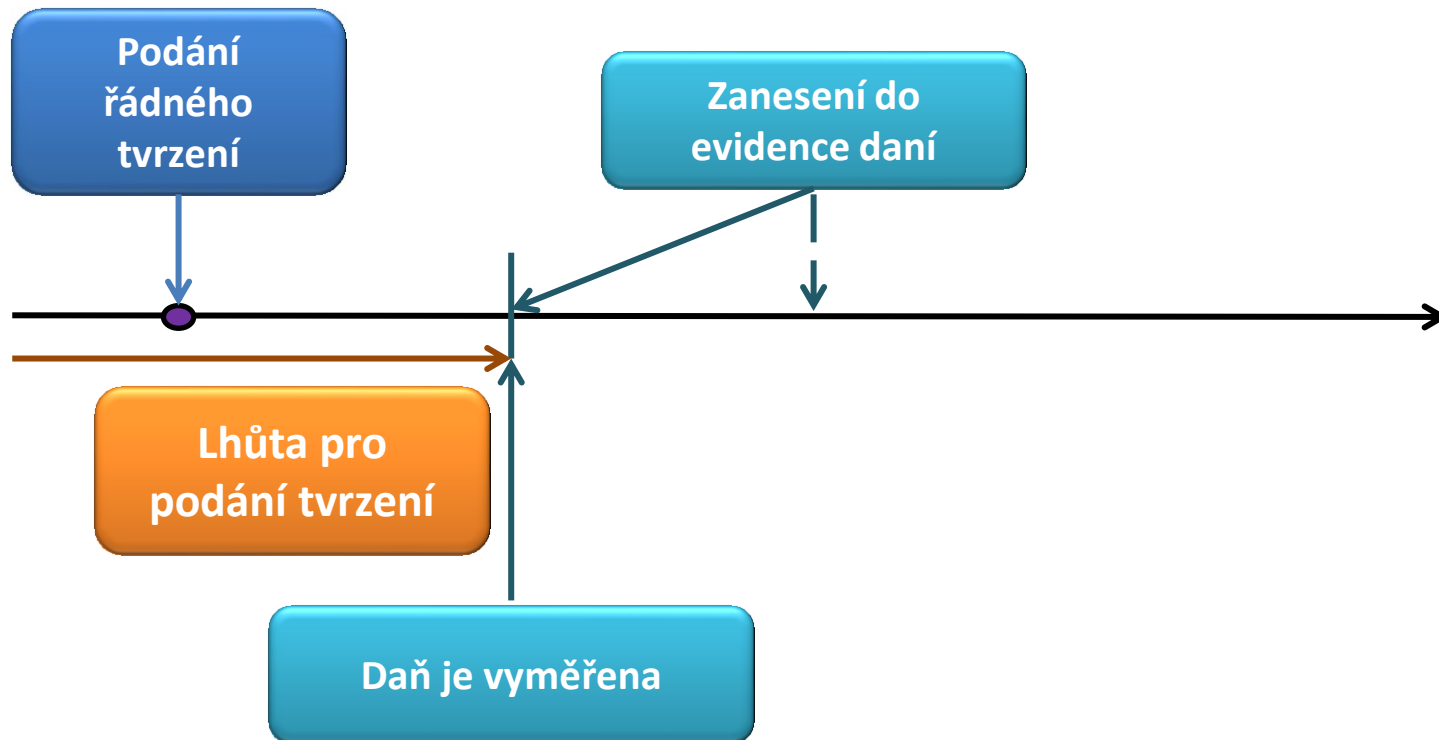 Podání
řádného
tvrzení
Zanesení do
evidence daní
Lhůta pro
podání tvrzení
Daň je vyměřena